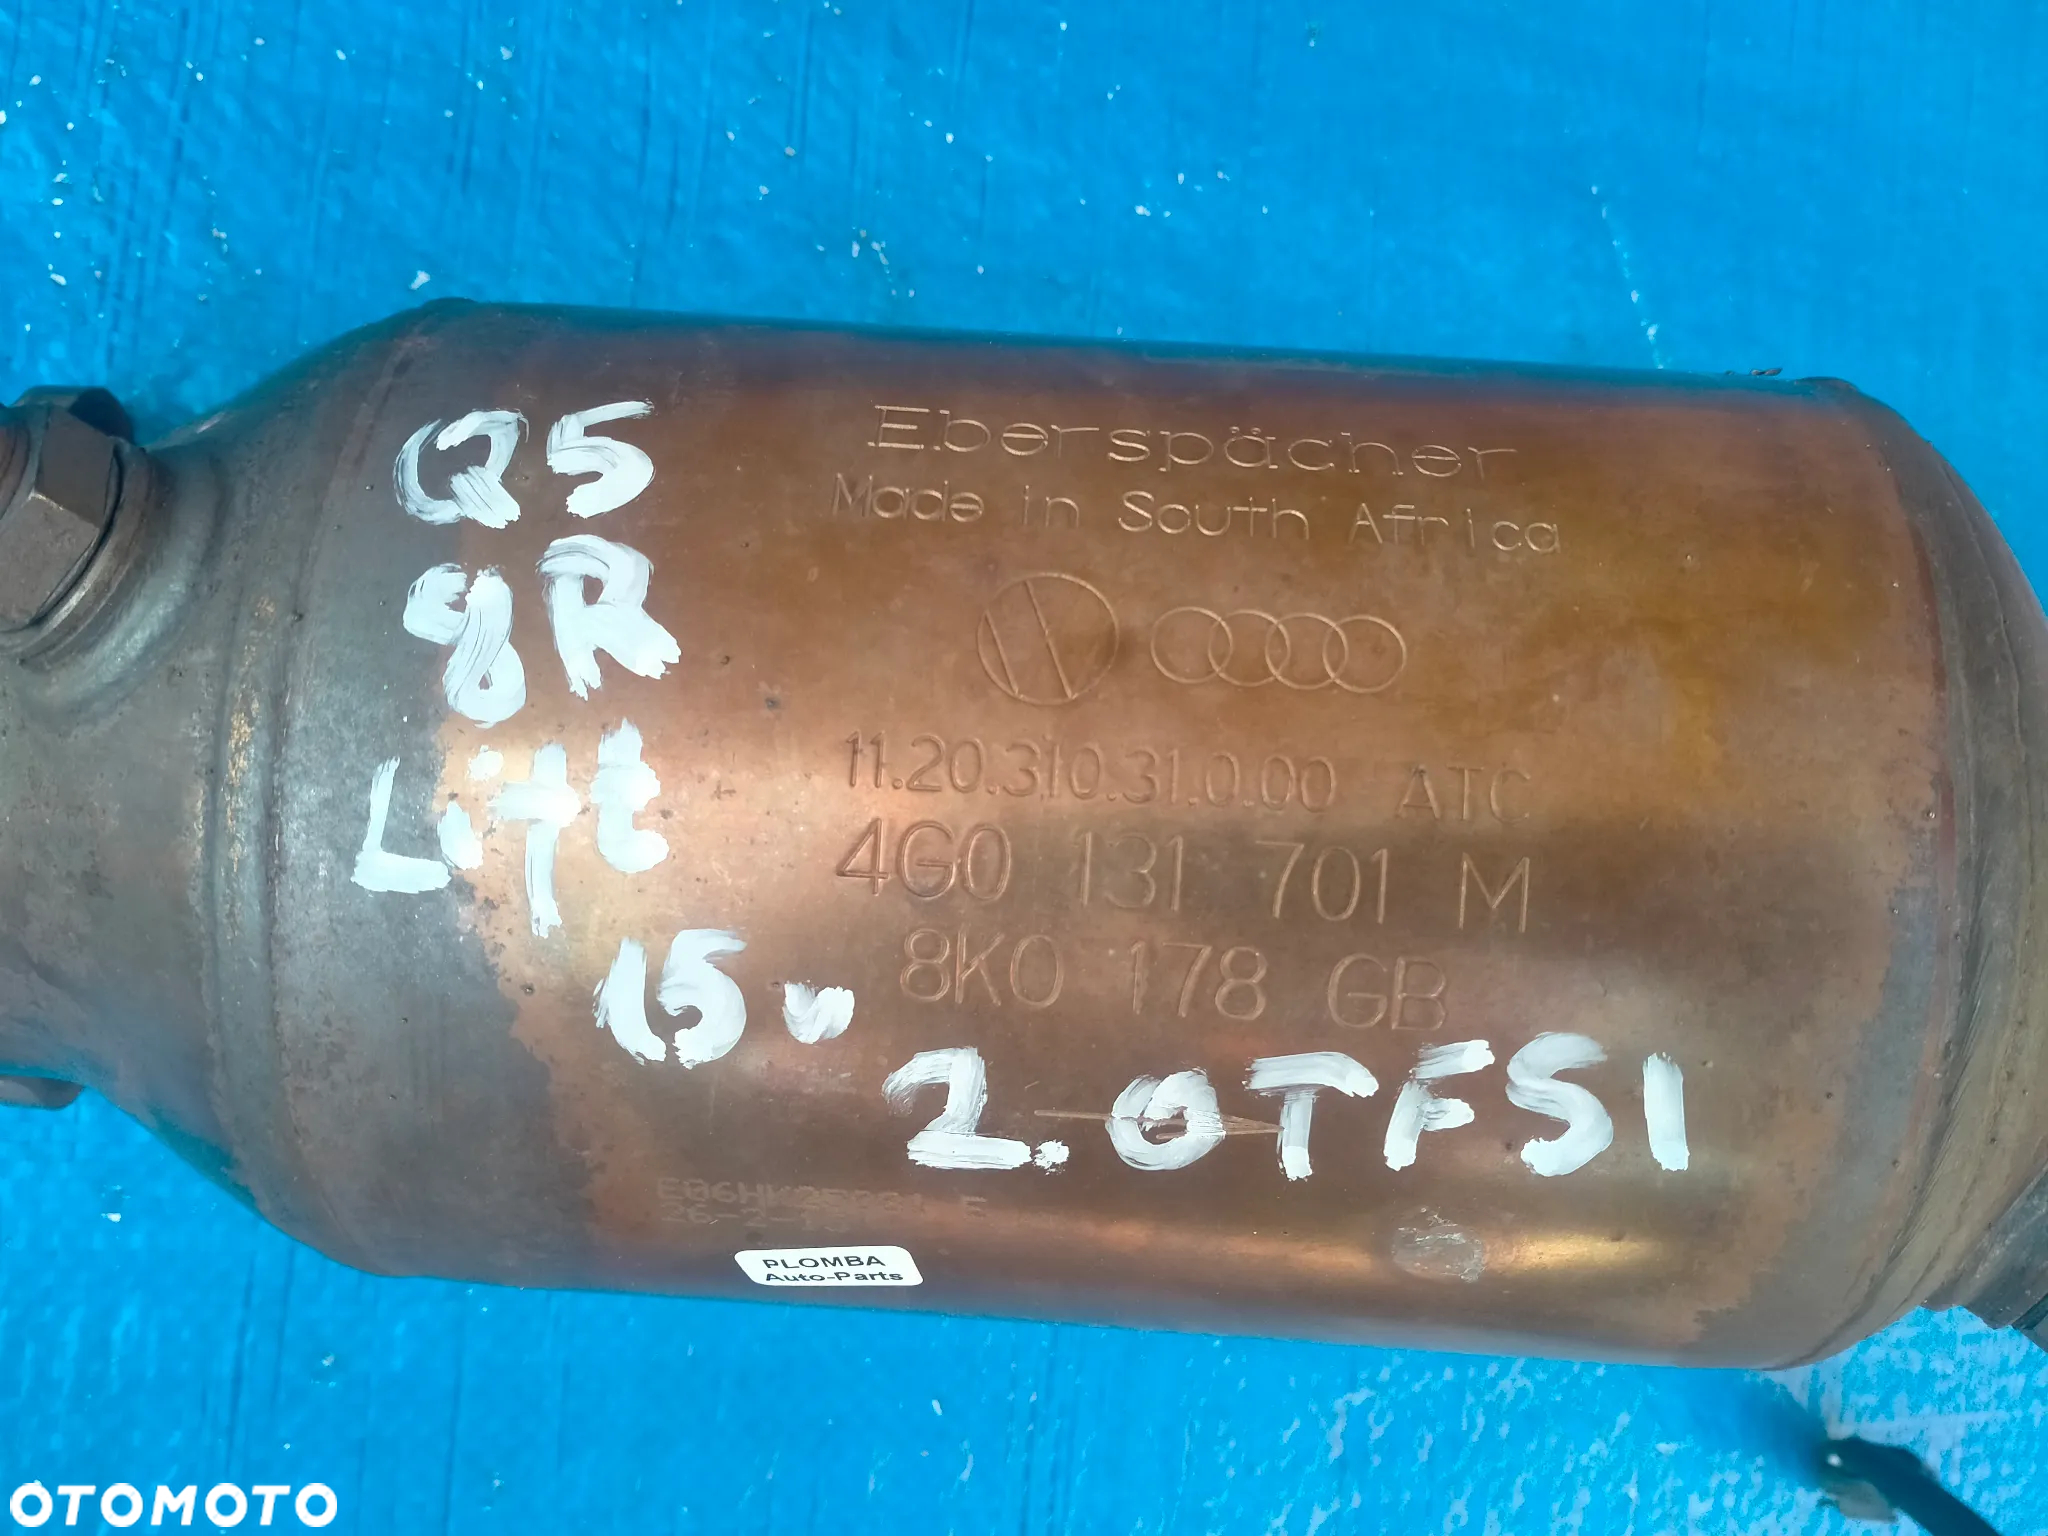 Q5
8R
Lift
15-
Eberspächer
Made in South Africa
11.20.310.31.0.00 ATC
4G0 131 701 M
8K0 178 GB
2.0TFSI
PLOMBA
Auto-Parts
OTOMOTO